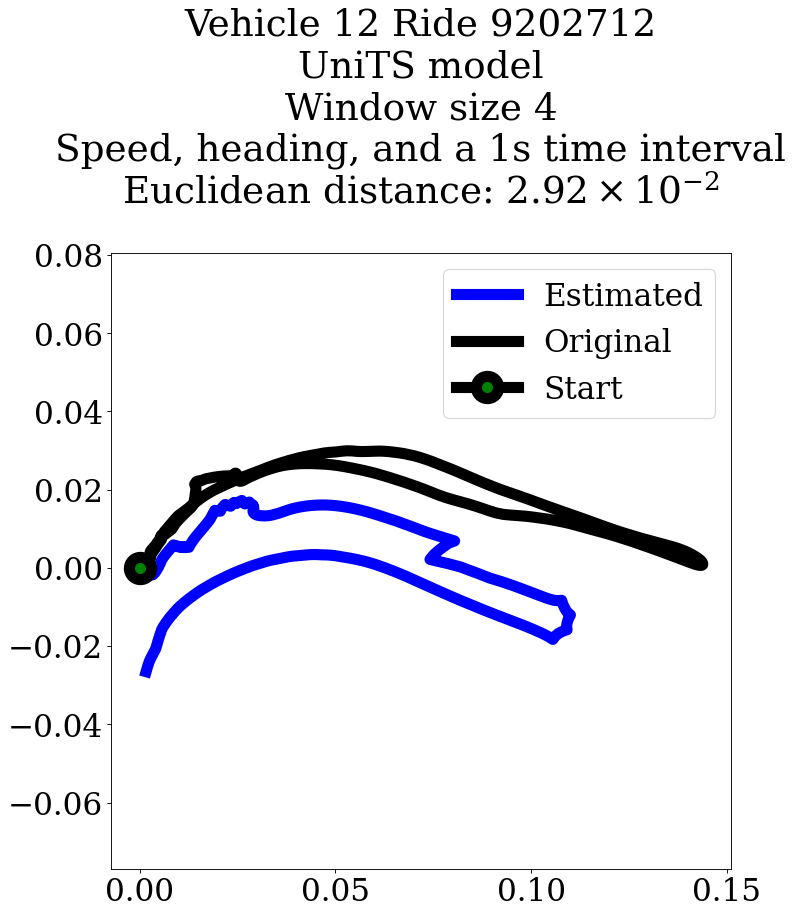 Vehicle 12 Ride 9202712
UniTS model
Window size 4
Speed, heading, and a 1s time interval
Euclidean distance: 2.92 × 10⁻²
0.08
0.06
0.04
0.02
0.00
−0.02
−0.04
−0.06
Estimated
Original
Start
0.00 0.05 0.10 0.15